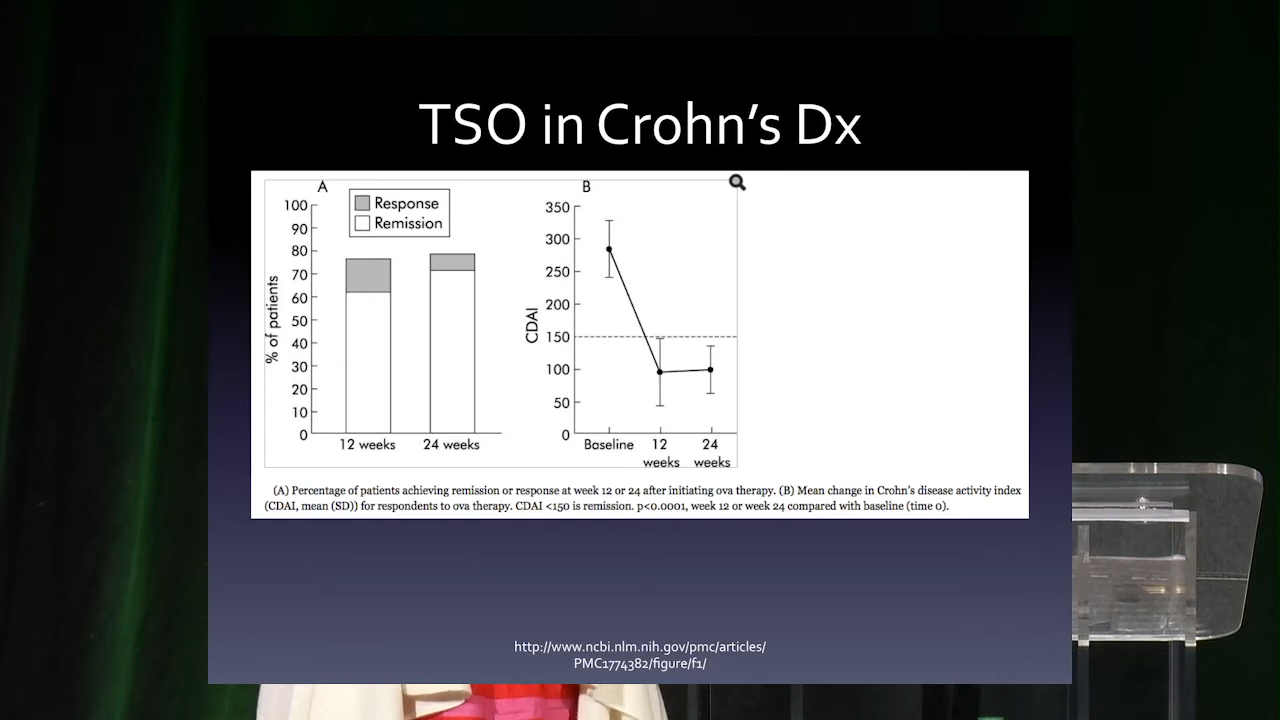 TSO in Crohn's Dx
A
Response
Remission
100
90
80
70
60
50
40
30
20
10
0
% of patients
12 weeks
24 weeks
B
350
300
250
200
150
100
50
0
CDAI
Baseline
12
weeks
24
weeks
(A) Percentage of patients achieving remission or response at week 12 or 24 after initiating ova therapy. (B) Mean change in Crohn's disease activity index
(CDAI, mean (SD)) for respondents to ova therapy. CDAI <150 is remission. p<0.0001, week 12 or week 24 compared with baseline (time 0).
http://www.ncbi.nlm.nih.gov/pmc/articles/
PMC1774382/figure/f1/